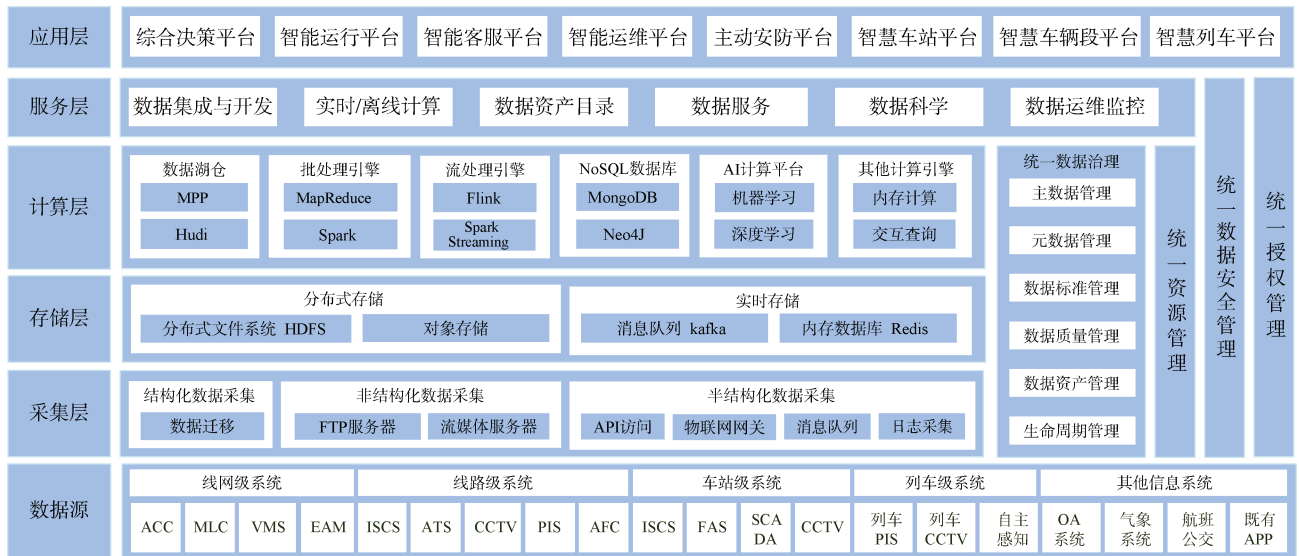 应用层
综合决策平台
智能运行平台
智能客服平台
智能运维平台
主动安防平台
智慧车站平台
智慧车辆段平台
智慧列车平台
服务层
数据集成与开发
实时/离线计算
数据资产目录
数据服务
数据科学
数据运维监控
计算层
数据湖仓
MPP
Hudi
批处理引擎
MapReduce
Spark
流处理引擎
Flink
Spark
Streaming
NoSQL数据库
MongoDB
Neo4J
AI计算平台
机器学习
深度学习
其他计算引擎
内存计算
交互查询
存储层
分布式存储
分布式文件系统 HDFS
对象存储
实时存储
消息队列 kafka
内存数据库 Redis
采集层
结构化数据采集
数据迁移
非结构化数据采集
FTP服务器
流媒体服务器
半结构化数据采集
API访问
物联网网关
消息队列
日志采集
统一数据治理
主数据管理
元数据管理
数据标准管理
数据质量管理
数据资产管理
生命周期管理
统一资源管理
统一数据安全管理
统一授权管理
数据源
线网级系统
线路级系统
车站级系统
列车级系统
其他信息系统
ACC
MLC
VMS
EAM
ISCS
ATS
CCTV
PIS
AFC
ISCS
FAS
SCA
DA
CCTV
列车
PIS
列车
CCTV
自主
感知
OA
系统
气象
系统
航班
公交
既有
APP